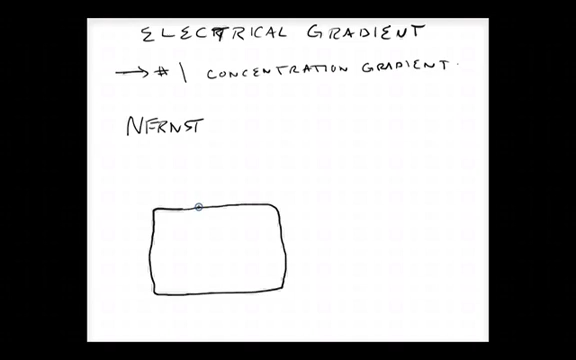 ELECTRICAL GRADIENT
→ # 1 CONCENTRATION GRADIENT.
NERNST